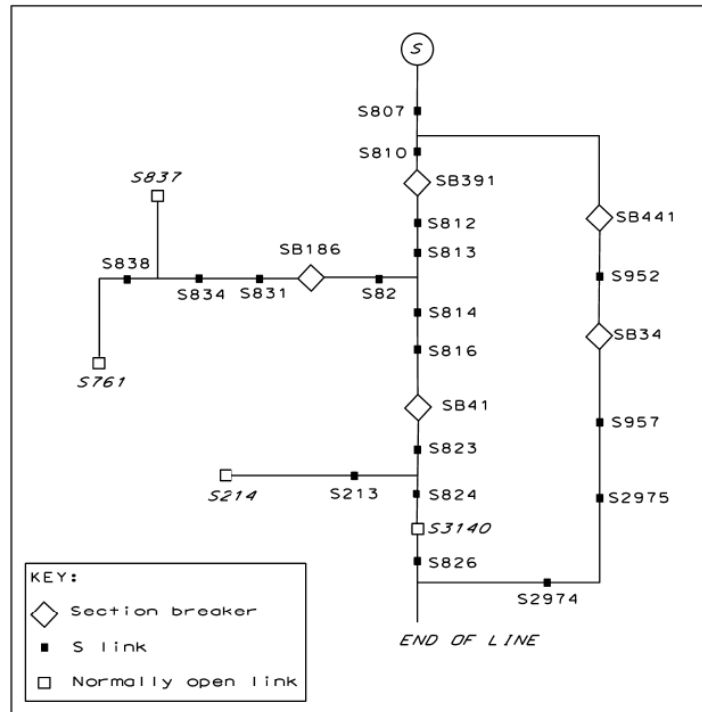 S
S807
S810
S837
SB391
SB441
S812
SB186
S813
S838
S952
S834
S831
S82
S814
SB34
S816
S761
SB41
S957
S823
S214
S213
S824
S2975
S3140
S826
KEY:
S2974
Section breaker
END OF LINE
S link
Normally open link